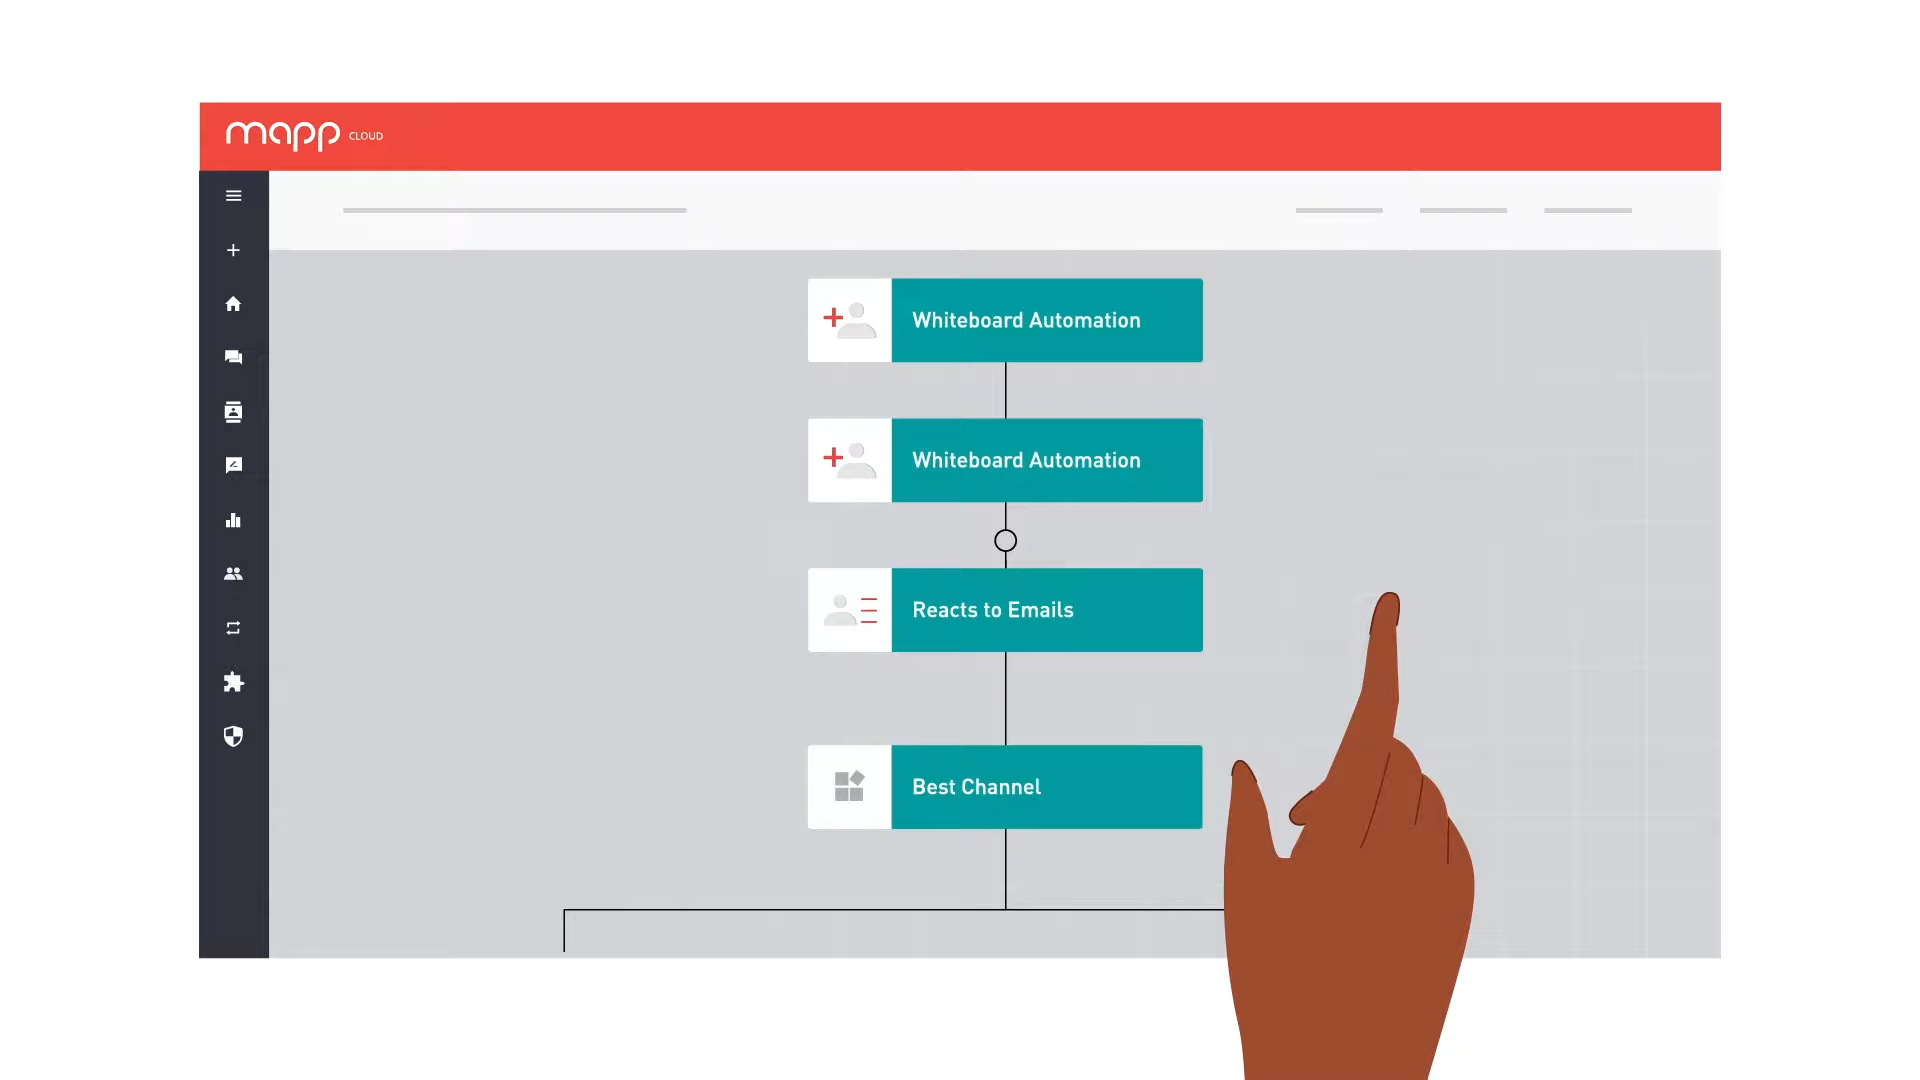 mapp CLOUD
Whiteboard Automation
Whiteboard Automation
Reacts to Emails
Best Channel